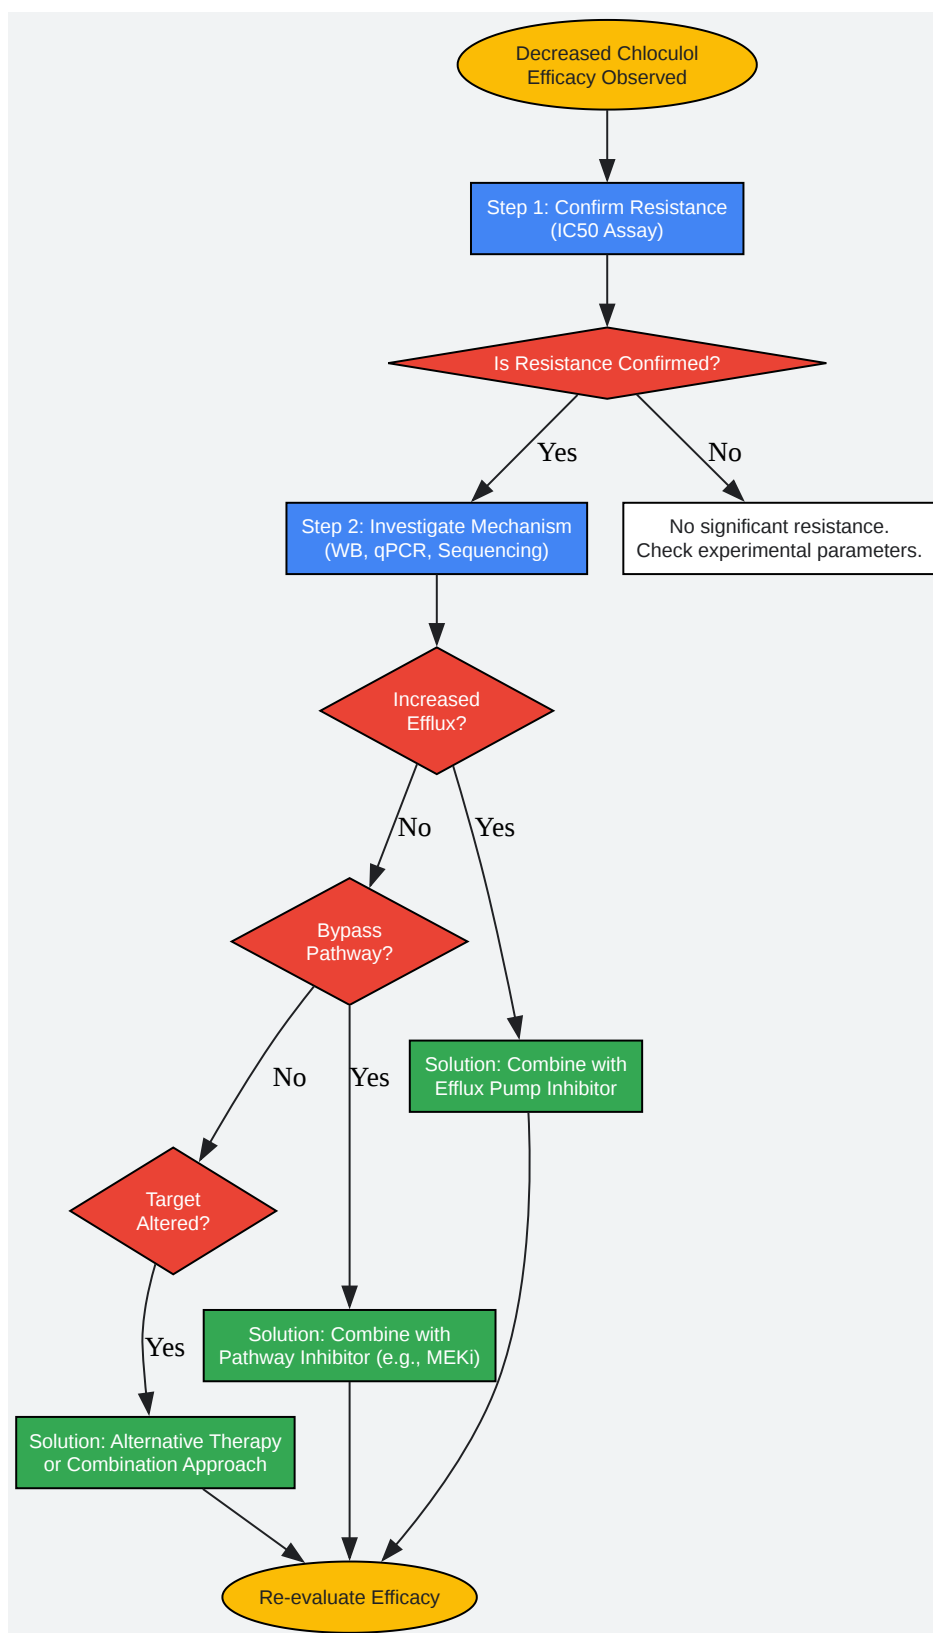 Decreased Chloculol
Efficacy Observed
Step 1: Confirm Resistance
(IC50 Assay)
Is Resistance Confirmed?
Yes
No
Step 2: Investigate Mechanism
(WB, qPCR, Sequencing)
No significant resistance.
Check experimental parameters.
Increased
Efflux?
No
Yes
Bypass
Pathway?
No
Yes
Solution: Combine with
Efflux Pump Inhibitor
Target
Altered?
Yes
Solution: Combine with
Pathway Inhibitor (e.g., MEKi)
Solution: Alternative Therapy
or Combination Approach
Re-evaluate Efficacy